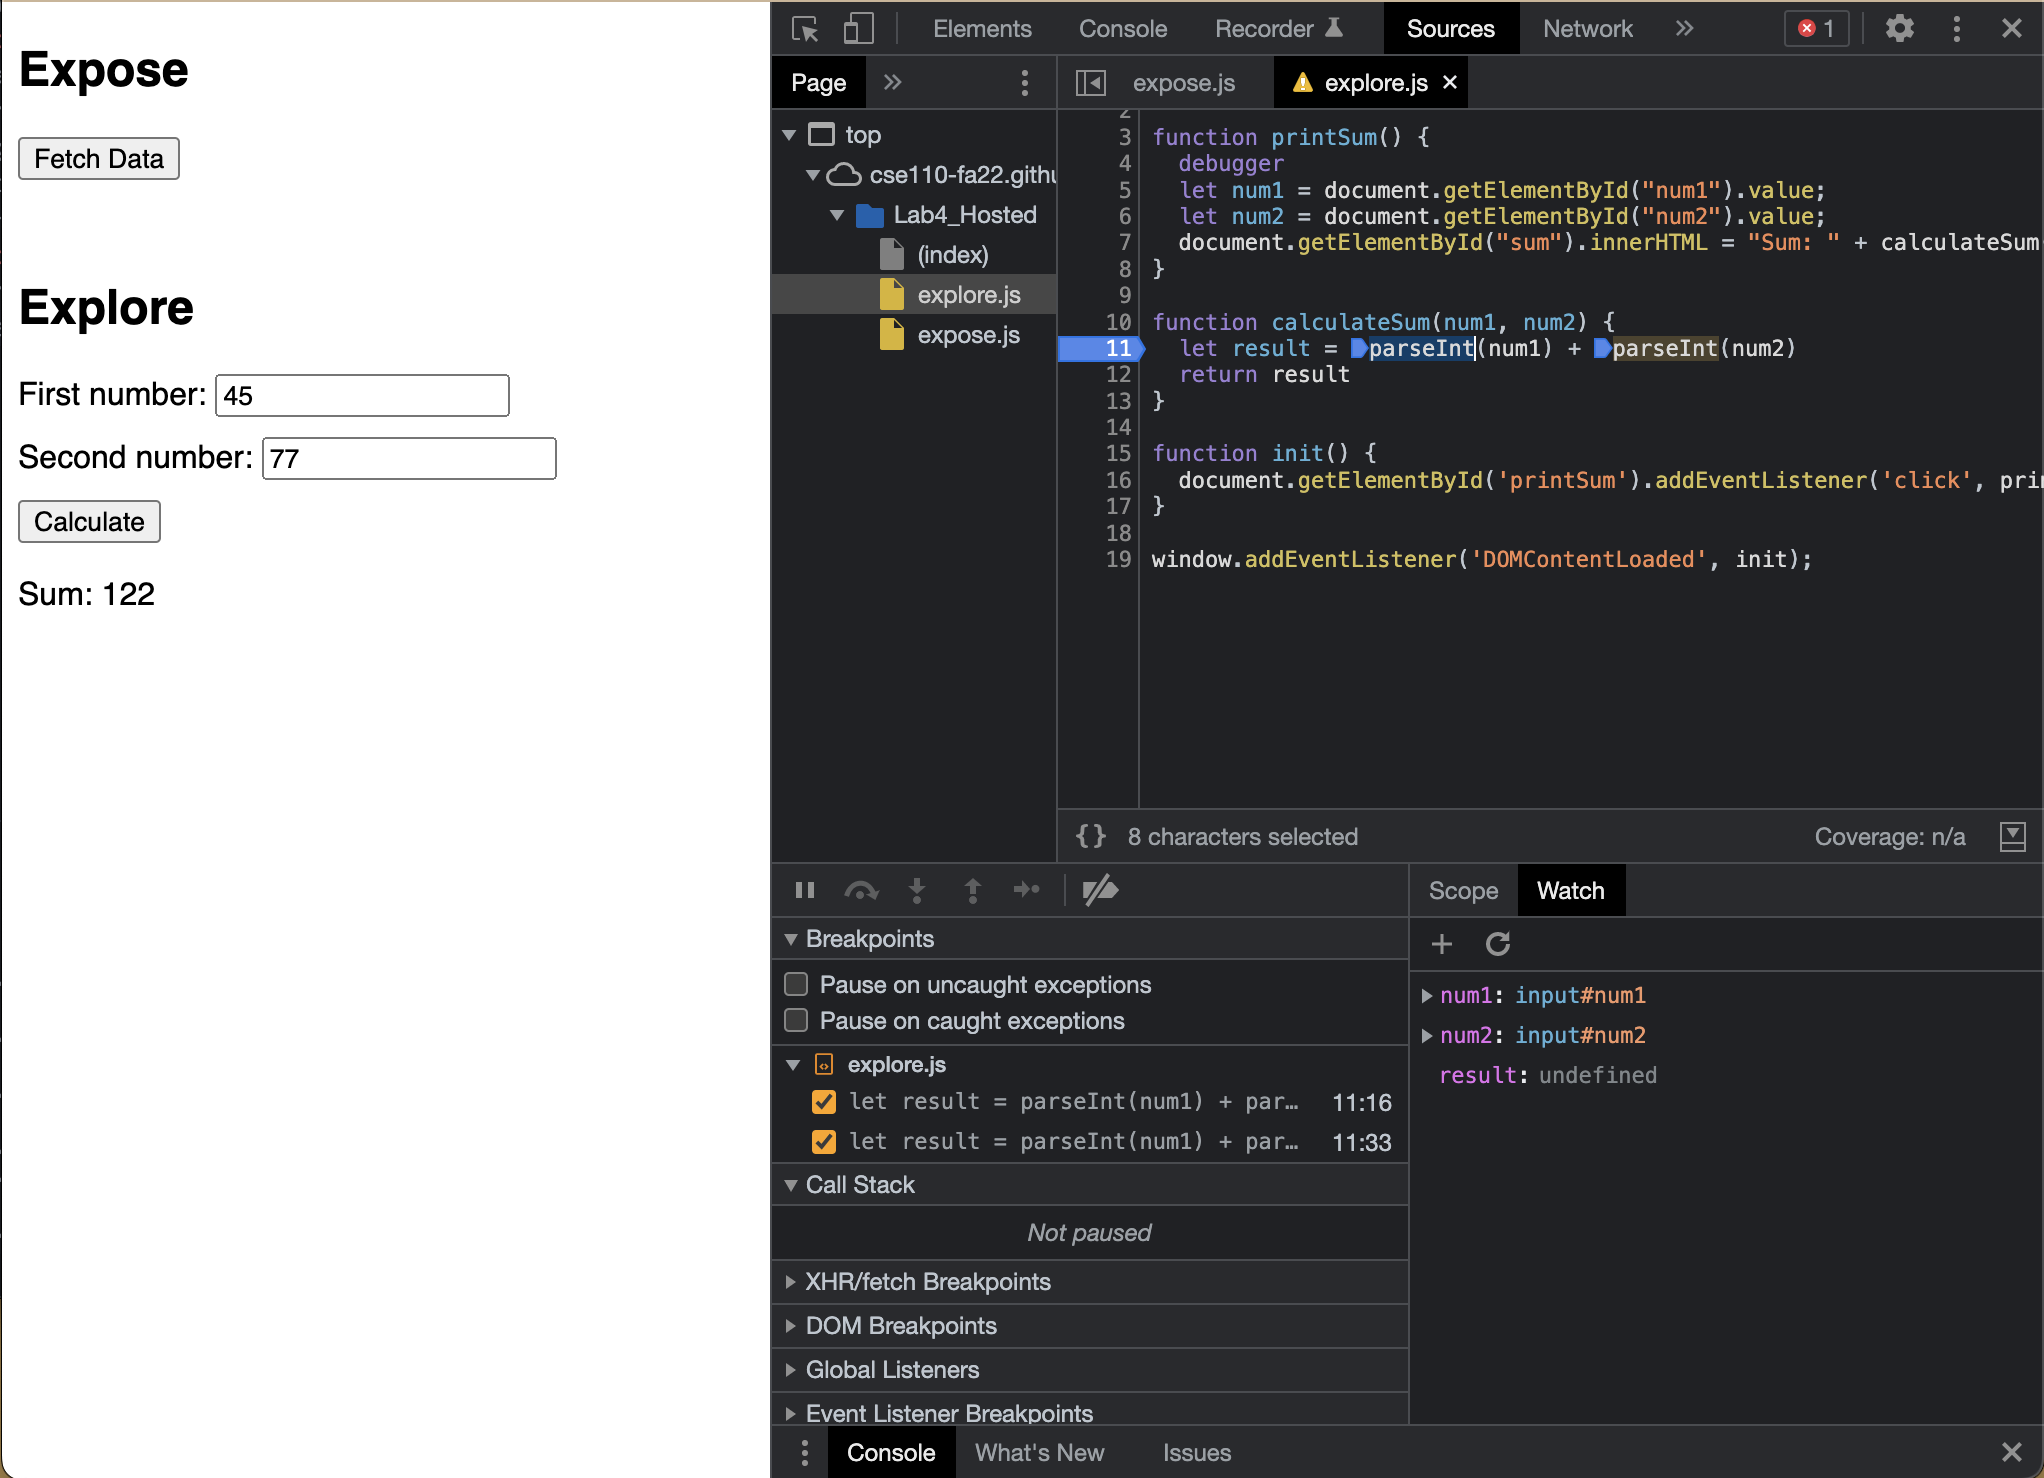 Expose
Fetch Data
Explore
First number: 45
Second number: 77
Calculate
Sum: 122
Elements Console Recorder Sources Network 1
Page
expose.js explore.js
top
cse110-fa22.githu
Lab4_Hosted
(index)
explore.js
expose.js
2
3 function printSum() {
4 debugger
5 let num1 = document.getElementById("num1").value;
6 let num2 = document.getElementById("num2").value;
7 document.getElementById("sum").innerHTML = "Sum: " + calculateSum
8 }
9
10 function calculateSum(num1, num2) {
11 let result = parseInt(num1) + parseInt(num2)
12 return result
13 }
14
15 function init() {
16 document.getElementById('printSum').addEventListener('click', prin
17 }
18
19 window.addEventListener('DOMContentLoaded', init);
{} 8 characters selected Coverage: n/a
Breakpoints
Pause on uncaught exceptions
Pause on caught exceptions
explore.js
let result = parseInt(num1) + par… 11:16
let result = parseInt(num1) + par… 11:33
Call Stack
Not paused
XHR/fetch Breakpoints
DOM Breakpoints
Global Listeners
Event Listener Breakpoints
Scope Watch
num1: input#num1
num2: input#num2
result: undefined
Console What's New Issues